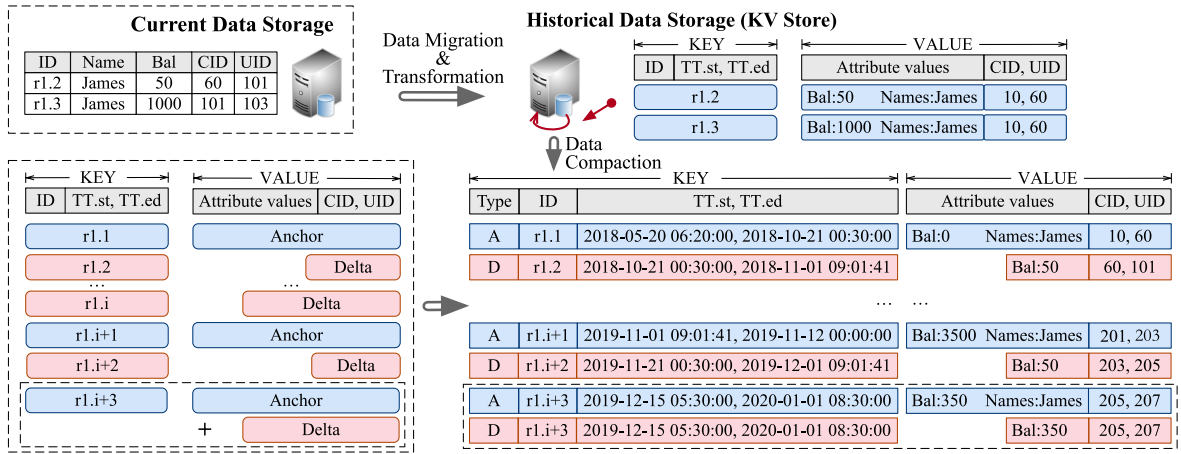 Current Data Storage
ID Name Bal CID UID
r1.2 James 50 60 101
r1.3 James 1000 101 103
Data Migration
&
Transformation
Historical Data Storage (KV Store)
KEY VALUE
ID TT.st, TT.ed Attribute values CID, UID
r1.2 Bal:50 Names:James 10, 60
r1.3 Bal:1000 Names:James 10, 60
Data
Compaction
KEY VALUE
ID TT.st, TT.ed Attribute values CID, UID
r1.1 Anchor
r1.2 Delta
... ...
r1.i Delta
r1.i+1 Anchor
r1.i+2 Delta
r1.i+3 Anchor
+ Delta
KEY VALUE
Type ID TT.st, TT.ed Attribute values CID, UID
A r1.1 2018-05-20 06:20:00, 2018-10-21 00:30:00 Bal:0 Names:James 10, 60
D r1.2 2018-10-21 00:30:00, 2018-11-01 09:01:41 Bal:50 60, 101
... ...
A r1.i+1 2019-11-01 09:01:41, 2019-11-12 00:00:00 Bal:3500 Names:James 201, 203
D r1.i+2 2019-11-21 00:30:00, 2019-12-01 09:01:41 Bal:50 203, 205
A r1.i+3 2019-12-15 05:30:00, 2020-01-01 08:30:00 Bal:350 Names:James 205, 207
D r1.i+3 2019-12-15 05:30:00, 2020-01-01 08:30:00 Bal:350 205, 207